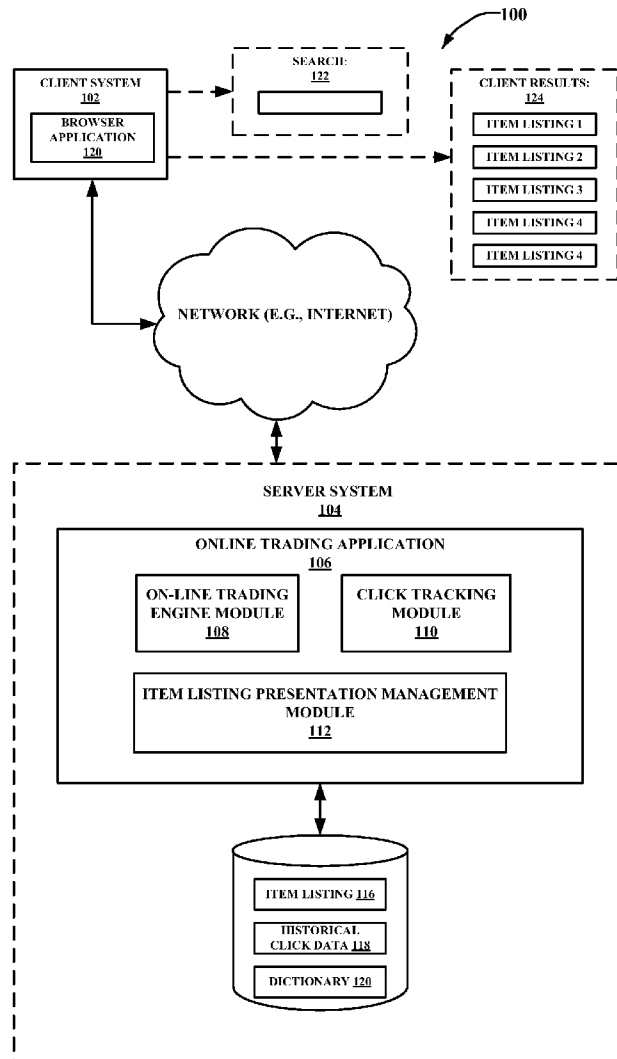 100
CLIENT SYSTEM
102
BROWSER
APPLICATION
120
SEARCH:
122
CLIENT RESULTS:
124
ITEM LISTING 1
ITEM LISTING 2
ITEM LISTING 3
ITEM LISTING 4
ITEM LISTING 4
NETWORK (E.G., INTERNET)
SERVER SYSTEM
104
ONLINE TRADING APPLICATION
106
ON-LINE TRADING
ENGINE MODULE
108
CLICK TRACKING
MODULE
110
ITEM LISTING PRESENTATION MANAGEMENT
MODULE
112
ITEM LISTING 116
HISTORICAL
CLICK DATA 118
DICTIONARY 120